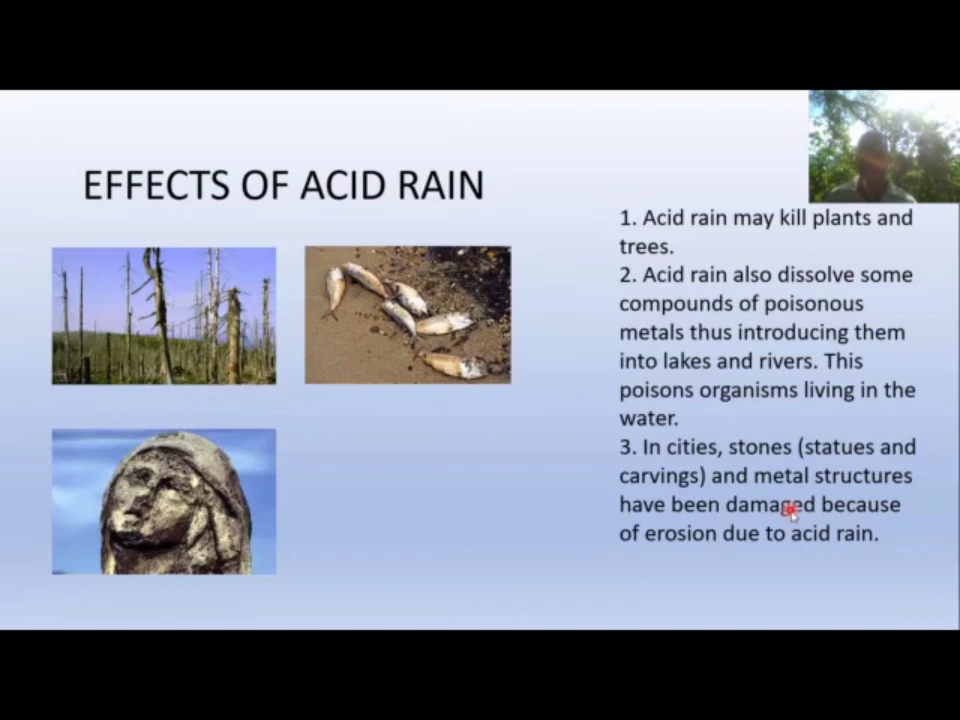 EFFECTS OF ACID RAIN
1. Acid rain may kill plants and
trees.
2. Acid rain also dissolve some
compounds of poisonous
metals thus introducing them
into lakes and rivers. This
poisons organisms living in the
water.
3. In cities, stones (statues and
carvings) and metal structures
have been damaged because
of erosion due to acid rain.